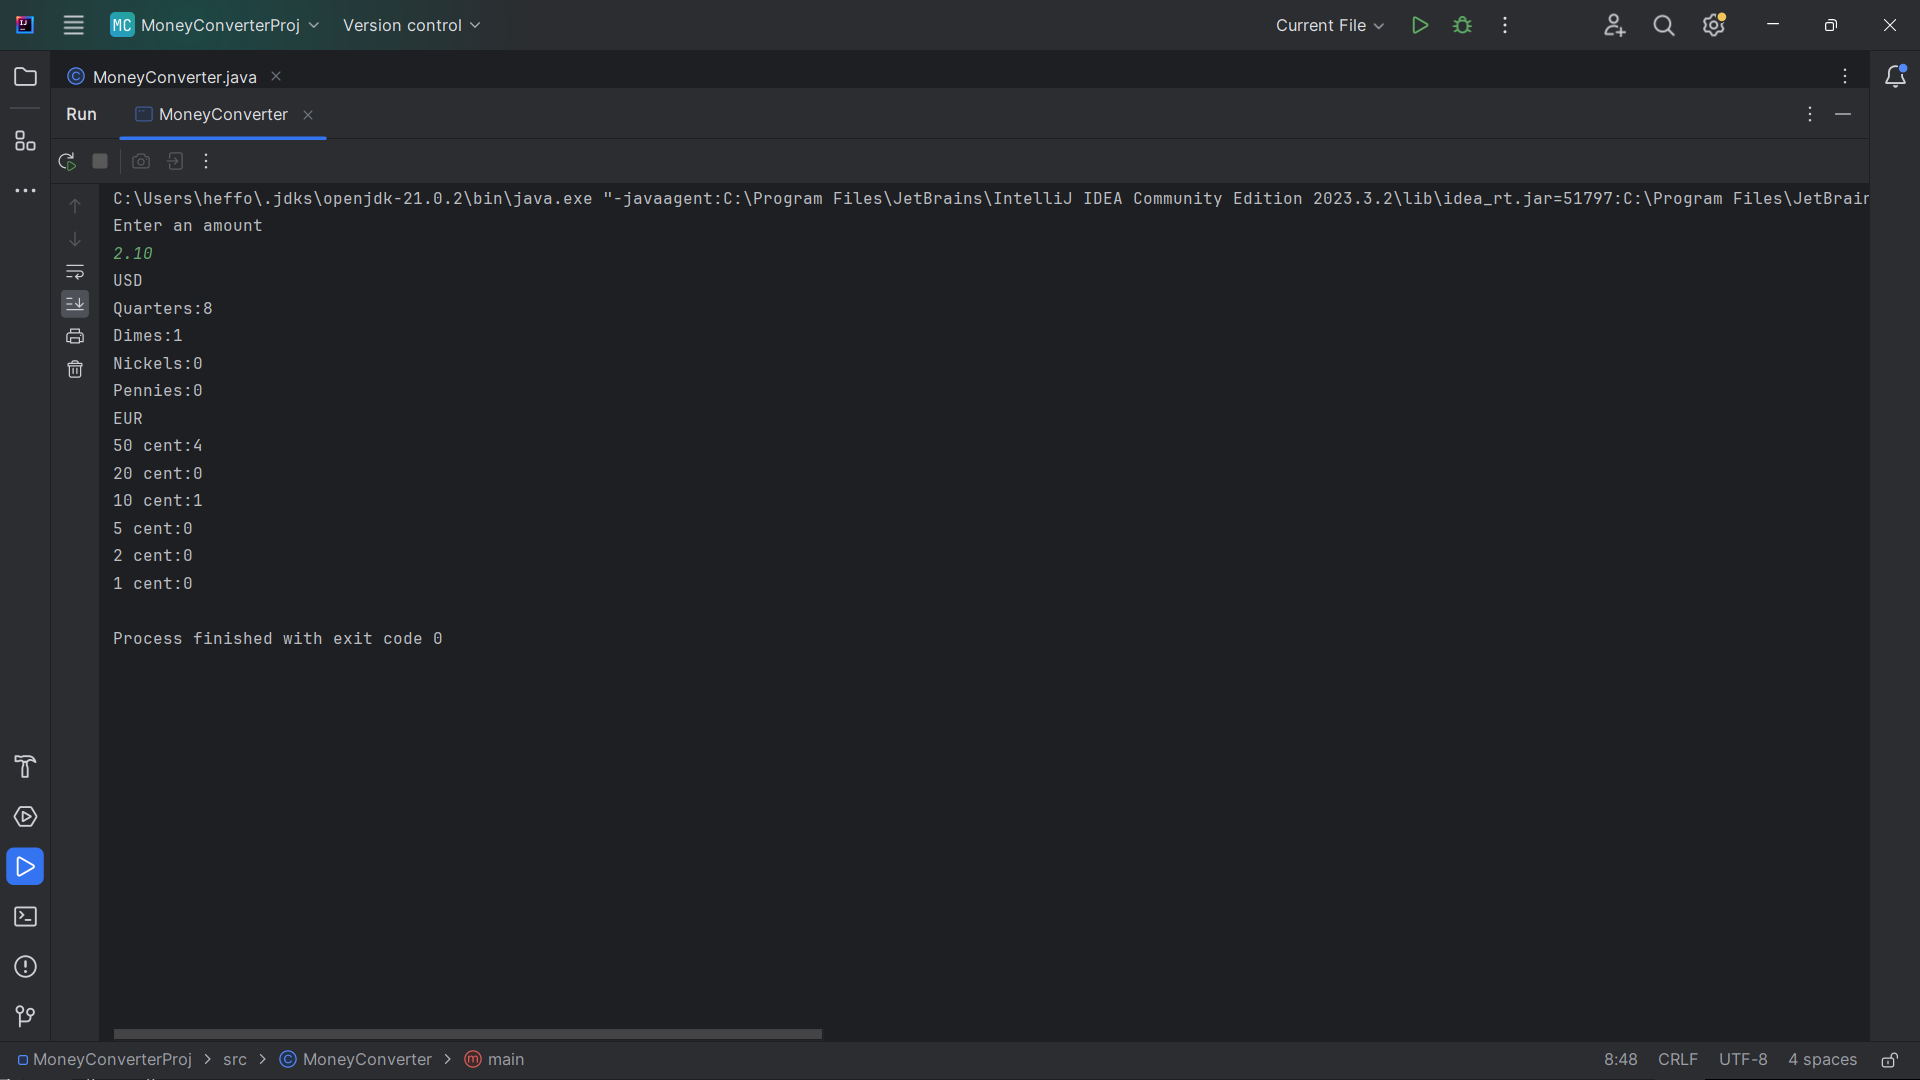 MC MoneyConverterProj Version control Current File
MoneyConverter.java
Run MoneyConverter
C:\Users\heffo\.jdks\openjdk-21.0.2\bin\java.exe "-javaagent:C:\Program Files\JetBrains\IntelliJ IDEA Community Edition 2023.3.2\lib\idea_rt.jar=51797:C:\Program Files\JetBrain
Enter an amount
2.10
USD
Quarters:8
Dimes:1
Nickels:0
Pennies:0
EUR
50 cent:4
20 cent:0
10 cent:1
5 cent:0
2 cent:0
1 cent:0
Process finished with exit code 0
MoneyConverterProj > src > MoneyConverter > main 8:48 CRLF UTF-8 4 spaces